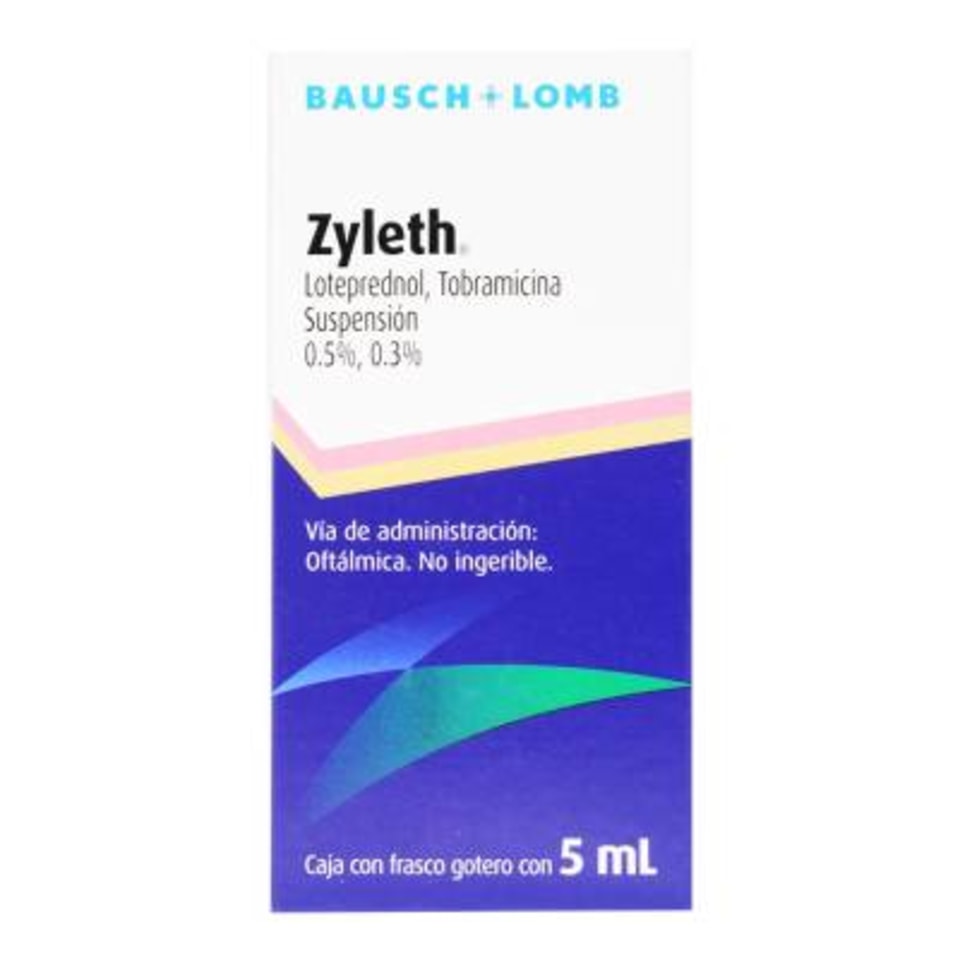 BAUSCH + LOMB
Zyleth®
Loteprednol, Tobramicina
Suspensión
0.5%, 0.3%
Vía de administración:
Oftálmica. No ingerible.
Caja con frasco gotero con 5 mL